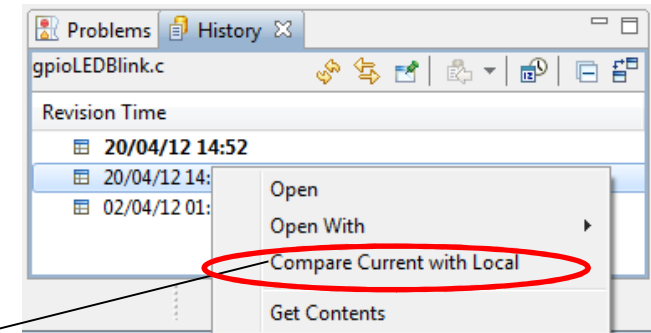 Problems History
gpioLEDBlink.c
Revision Time
20/04/12 14:52
20/04/12 14:
02/04/12 01:
Open
Open With
Compare Current with Local
Get Contents